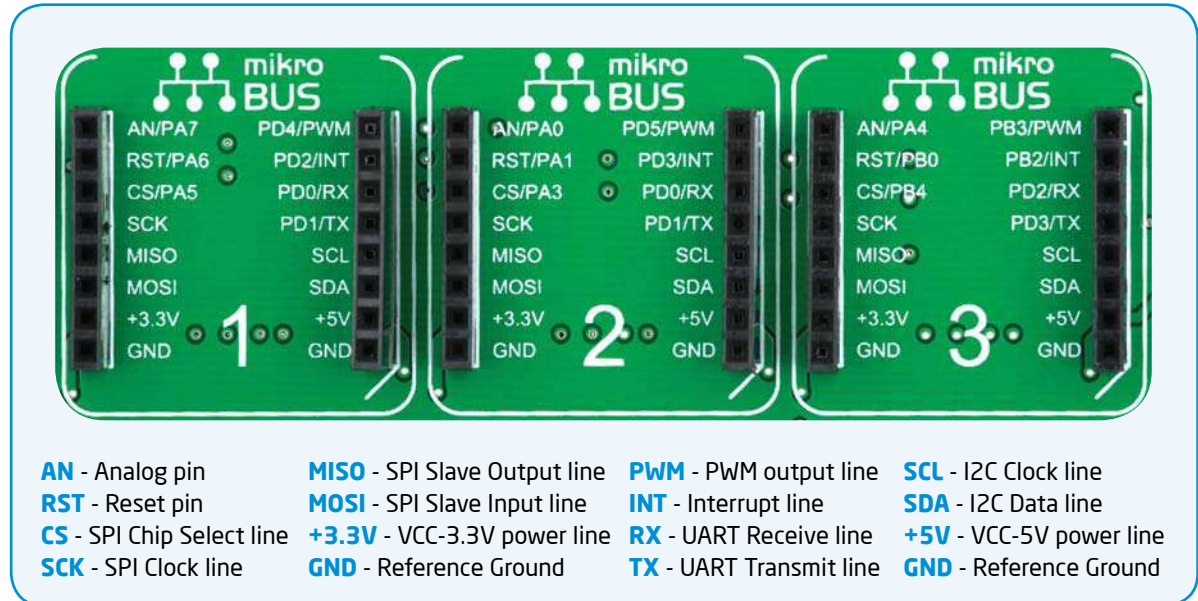 mikro mikro mikro
BUS BUS BUS
AN/PA7 PD4/PWM AN/PA0 PD5/PWM AN/PA4 PB3/PWM
RST/PA6 PD2/INT RST/PA1 PD3/INT RST/PB0 PB2/INT
CS/PA5 PD0/RX CS/PA3 PD0/RX CS/PB4 PD2/RX
SCK PD1/TX SCK PD1/TX SCK PD3/TX
MISO SCL MISO SCL MISO SCL
MOSI SDA MOSI SDA MOSI SDA
+3.3V +5V +3.3V +5V +3.3V +5V
1 2 3
GND GND GND GND GND GND
AN - Analog pin MISO - SPI Slave Output line PWM - PWM output line SCL - I2C Clock line
RST - Reset pin MOSI - SPI Slave Input line INT - Interrupt line SDA - I2C Data line
CS - SPI Chip Select line +3.3V - VCC-3.3V power line RX - UART Receive line +5V - VCC-5V power line
SCK - SPI Clock line GND - Reference Ground TX - UART Transmit line GND - Reference Ground